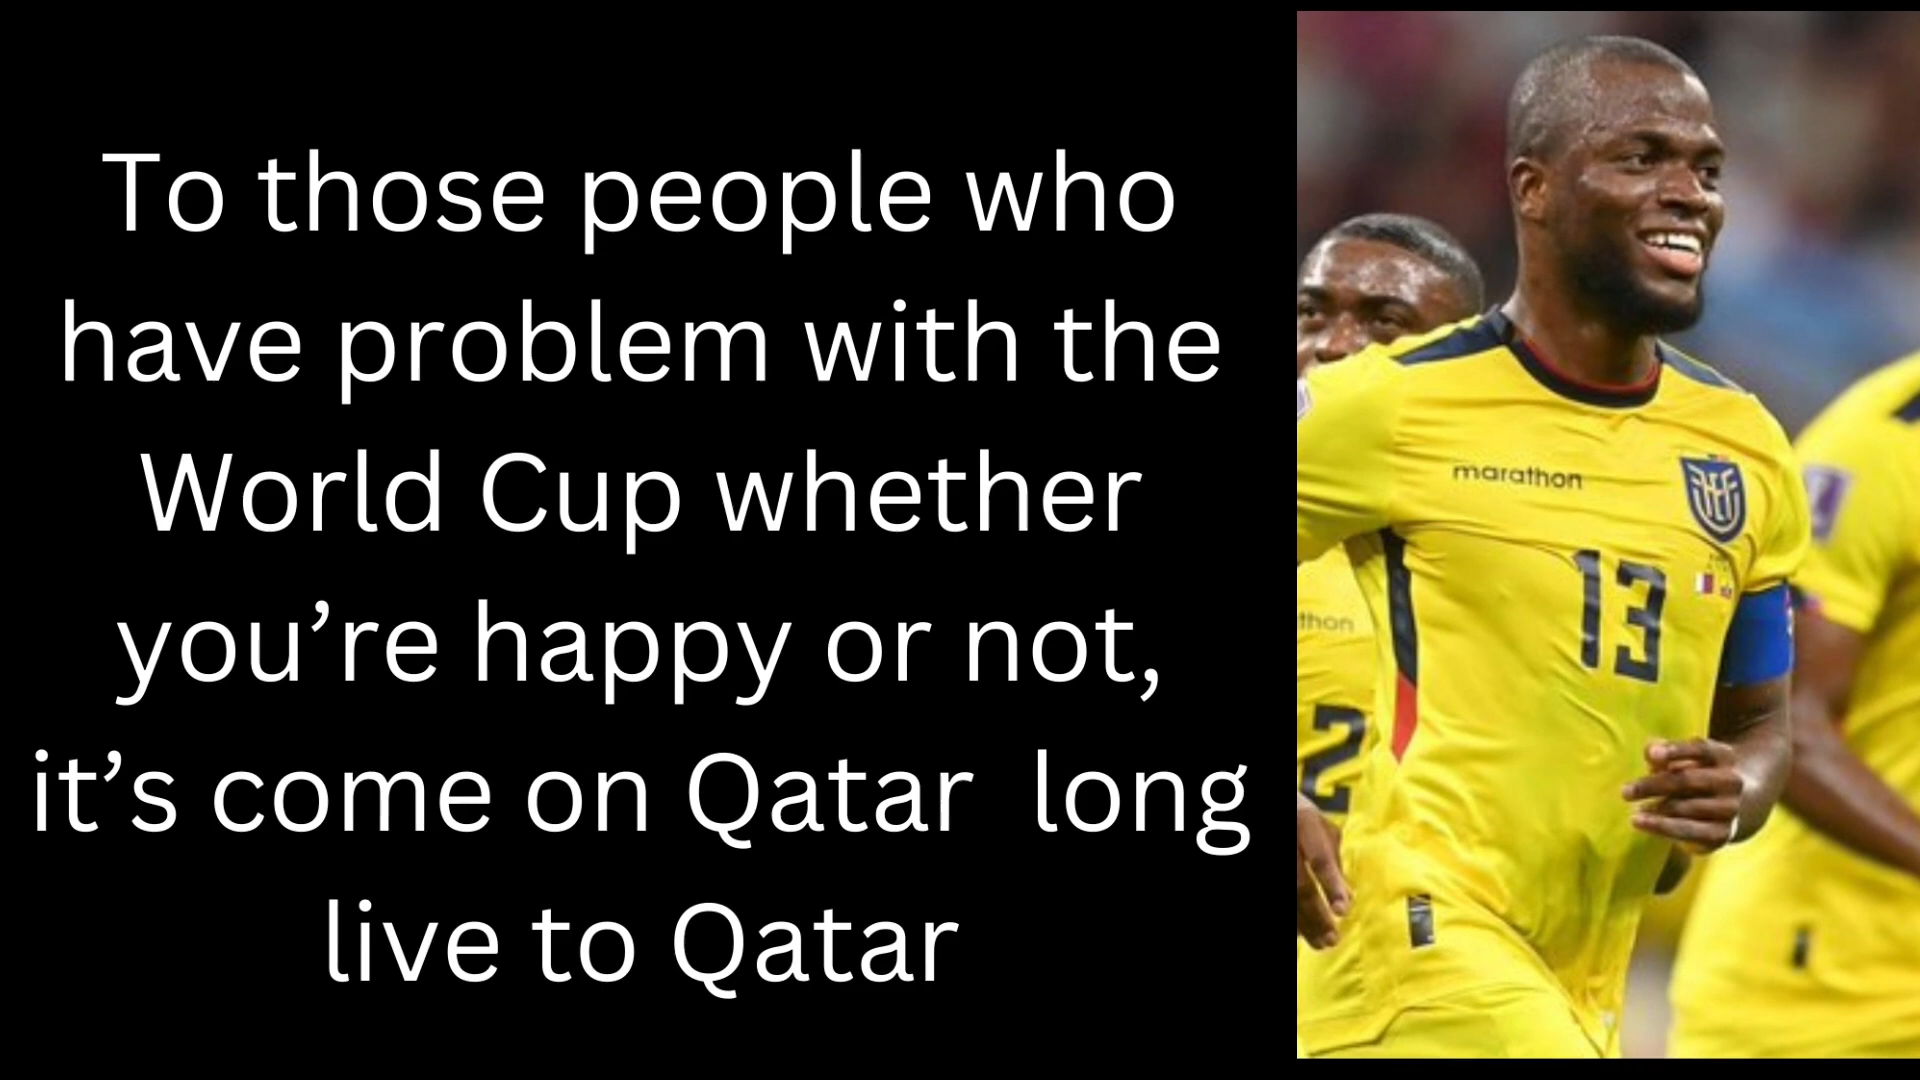 To those people who
have problem with the
World Cup whether
you’re happy or not,
it’s come on Qatar  long
live to Qatar
marathon
13
thon
2